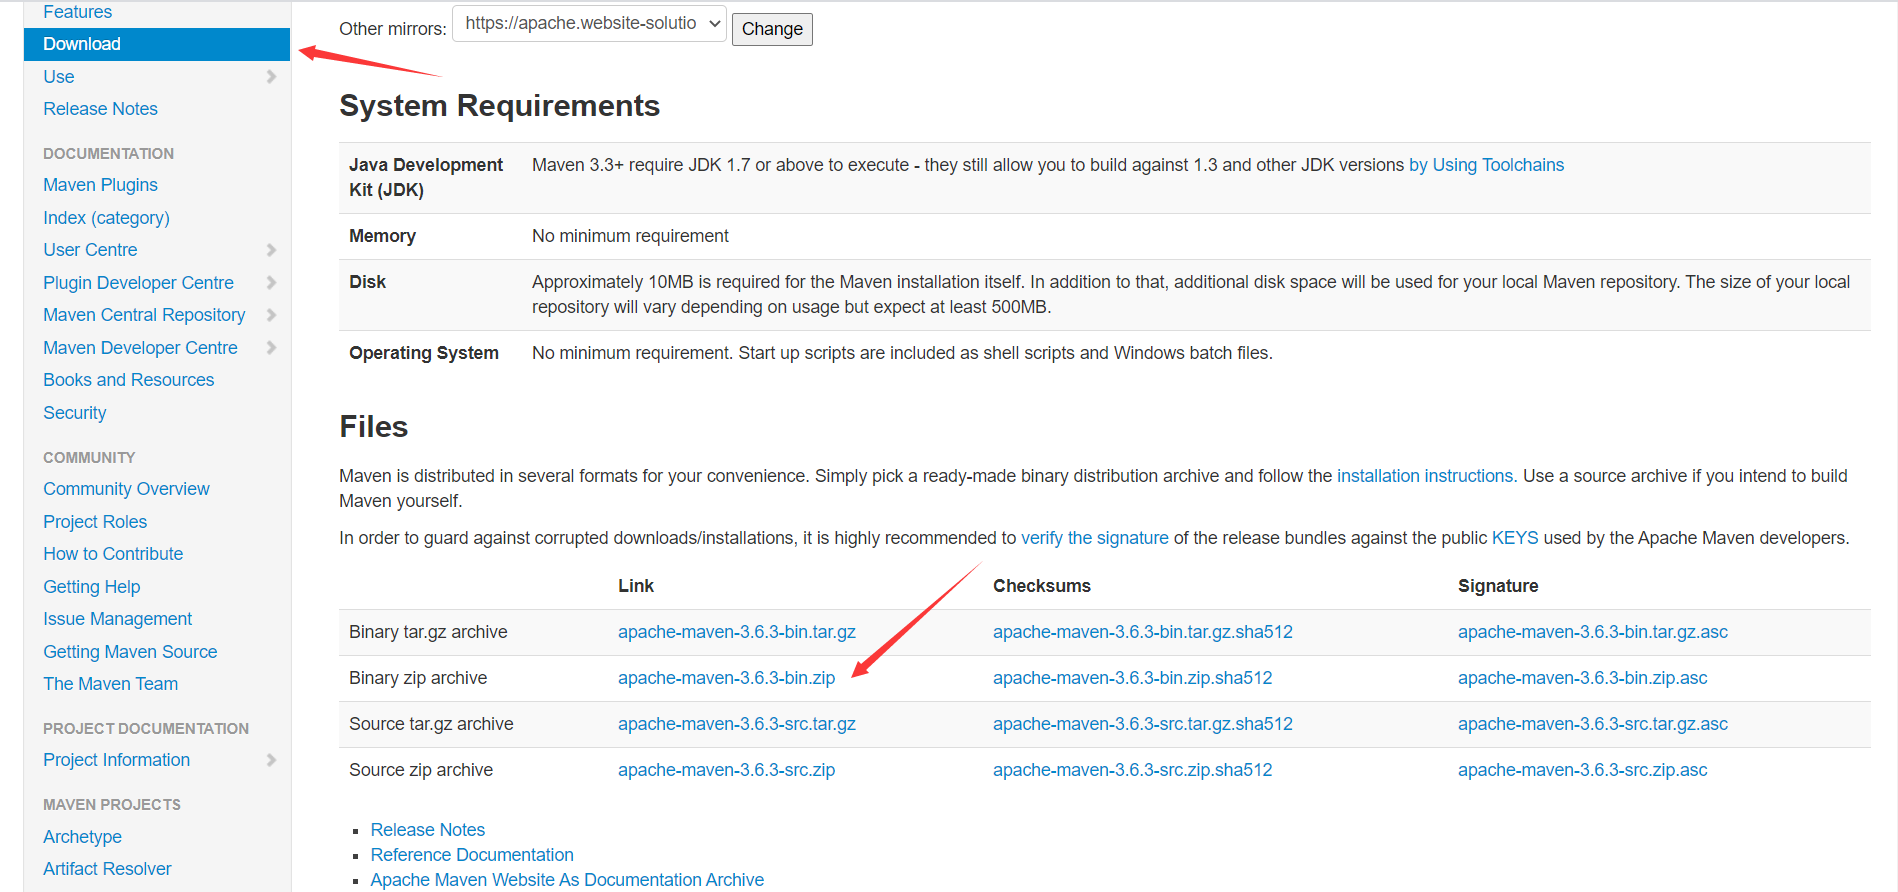 Features
Download
Use
Release Notes
DOCUMENTATION
Maven Plugins
Index (category)
User Centre
Plugin Developer Centre
Maven Central Repository
Maven Developer Centre
Books and Resources
Security
COMMUNITY
Community Overview
Project Roles
How to Contribute
Getting Help
Issue Management
Getting Maven Source
The Maven Team
PROJECT DOCUMENTATION
Project Information
MAVEN PROJECTS
Archetype
Artifact Resolver
Other mirrors: https://apache.website-solutio Change
System Requirements
Java Development Maven 3.3+ require JDK 1.7 or above to execute - they still allow you to build against 1.3 and other JDK versions by Using Toolchains
Kit (JDK)
Memory No minimum requirement
Disk Approximately 10MB is required for the Maven installation itself. In addition to that, additional disk space will be used for your local Maven repository. The size of your local
repository will vary depending on usage but expect at least 500MB.
Operating System No minimum requirement. Start up scripts are included as shell scripts and Windows batch files.
Files
Maven is distributed in several formats for your convenience. Simply pick a ready-made binary distribution archive and follow the installation instructions. Use a source archive if you intend to build
Maven yourself.
In order to guard against corrupted downloads/installations, it is highly recommended to verify the signature of the release bundles against the public KEYS used by the Apache Maven developers.
Link Checksums Signature
Binary tar.gz archive apache-maven-3.6.3-bin.tar.gz apache-maven-3.6.3-bin.tar.gz.sha512 apache-maven-3.6.3-bin.tar.gz.asc
Binary zip archive apache-maven-3.6.3-bin.zip apache-maven-3.6.3-bin.zip.sha512 apache-maven-3.6.3-bin.zip.asc
Source tar.gz archive apache-maven-3.6.3-src.tar.gz apache-maven-3.6.3-src.tar.gz.sha512 apache-maven-3.6.3-src.tar.gz.asc
Source zip archive apache-maven-3.6.3-src.zip apache-maven-3.6.3-src.zip.sha512 apache-maven-3.6.3-src.zip.asc
Release Notes
Reference Documentation
Apache Maven Website As Documentation Archive